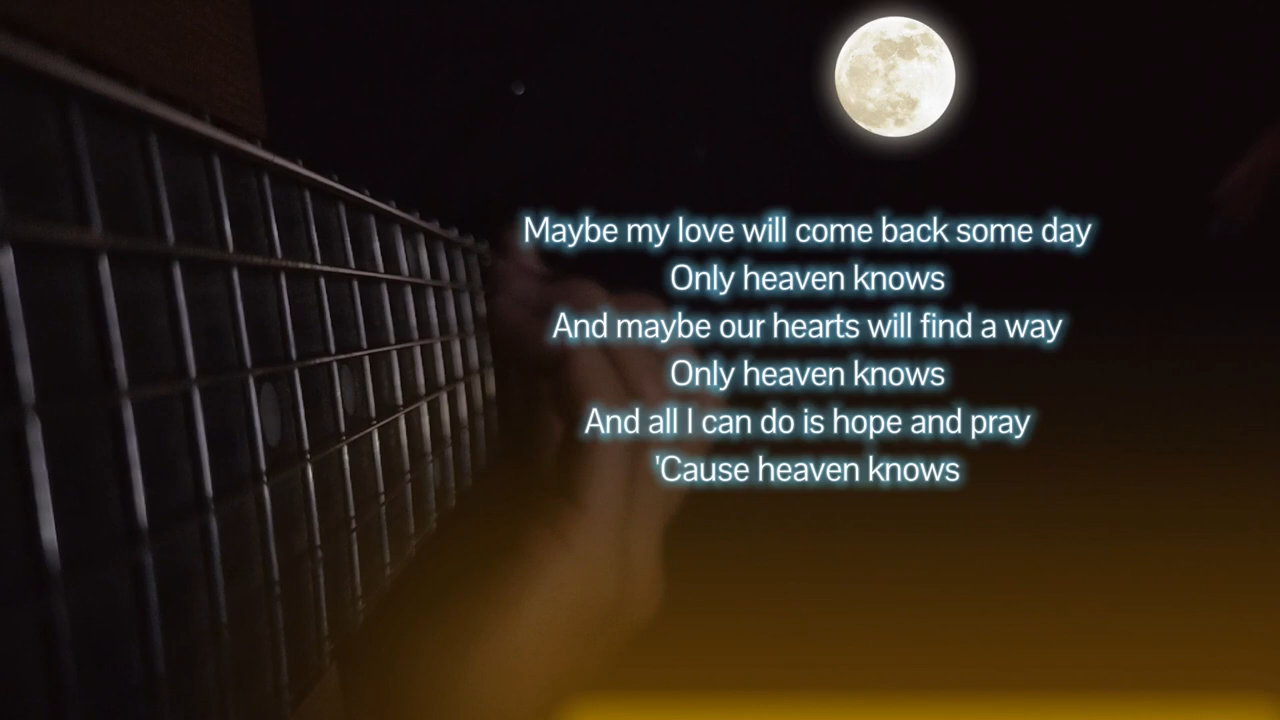 Maybe my love will come back some day
Only heaven knows
And maybe our hearts will find a way
Only heaven knows
And all I can do is hope and pray
'Cause heaven knows